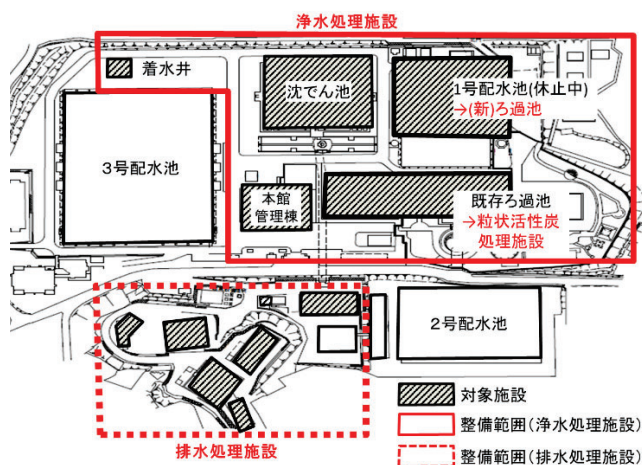 浄水処理施設
着水井
沈でん池
1号配水池(休止中)
→(新)ろ過池
3号配水池
本館
管理棟
既存ろ過池
→粒状活性炭
処理施設
2号配水池
対象施設
整備範囲(浄水処理施設)
整備範囲(排水処理施設)
排水処理施設